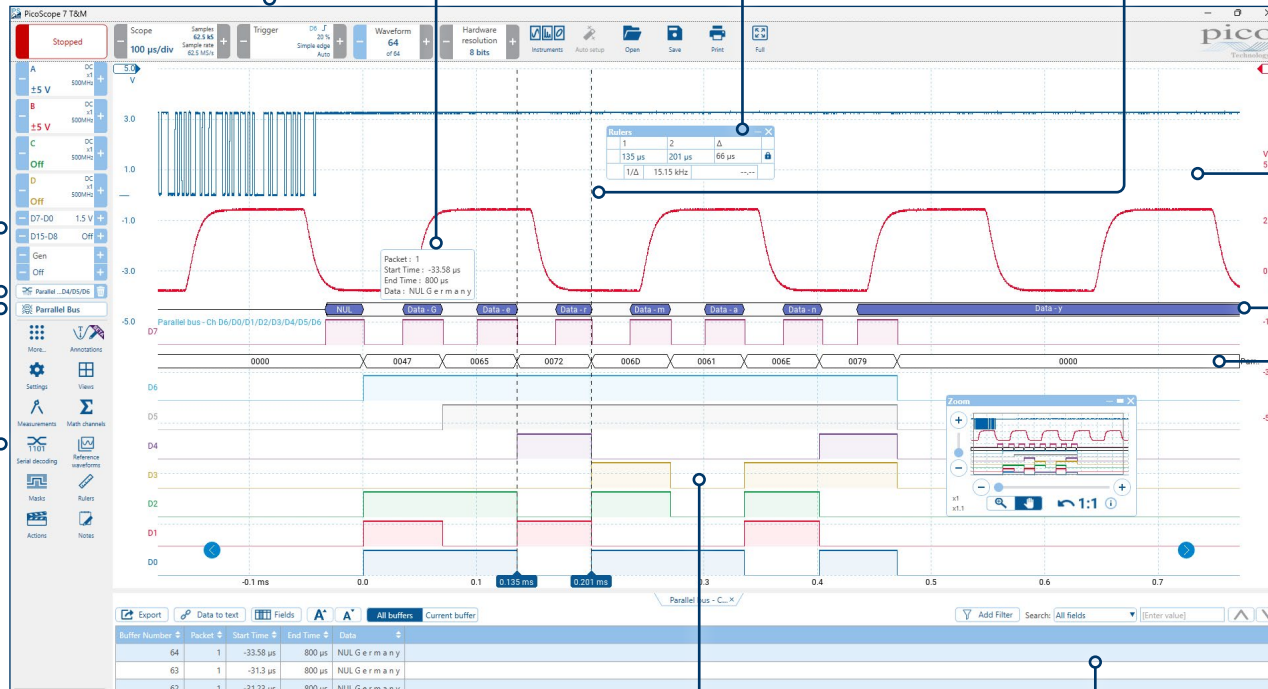 PicoScope 7 T&M
Stopped
Scope
100 µs/div
Samples
62.5 kS
Sample rate
62.5 MS/s
Trigger
D6
20 %
Simple edge
Auto
Waveform
64
of 64
Hardware
resolution
8 bits
Instruments
Auto setup
Open
Save
Print
Full
pico
Technology
A
DC
x1
500MHz
±5 V
B
DC
x1
500MHz
±5 V
C
DC
x1
500MHz
Off
D
DC
x1
500MHz
Off
D7-D0 1.5 V
D15-D8 Off
Gen
Off
Parallel ...D4/D5/D6
Parrallel Bus
More...
Annotations
Settings
Views
Measurements
Math channels
1101
Serial decoding
Reference
waveforms
Masks
Rulers
Actions
Notes
5.0
V
3.0
1.0
-1.0
-3.0
-5.0
Rulers
1 2 Δ
135 µs 201 µs 66 µs
1/Δ 15.15 kHz --.--
Packet : 1
Start Time : -33.58 µs
End Time : 800 µs
Data : NUL G e r m a n y
NUL Data - G Data - e Data - r Data - m Data - a Data - n Data - y
Parallel bus - Ch D6/D0/D1/D2/D3/D4/D5/D6
D7
0000 0047 0065 0072 006D 0061 006E 0079 0000
D6
D5
D4
D3
D2
D1
D0
Zoom
x1
x1.1
1:1
-0.1 ms 0.0 0.1 0.135 ms 0.201 ms 0.3 0.4 0.5 0.6 0.7
Export Data to text Fields A A All buffers Current buffer
Add Filter Search: All fields [Enter value]
Buffer Number Packet Start Time End Time Data
64 1 -33.58 µs 800 µs NUL G e r m a n y
63 1 -31.3 µs 800 µs NUL G e r m a n y
62 1 -31.23 µs 800 µs NUL G e r m a n y